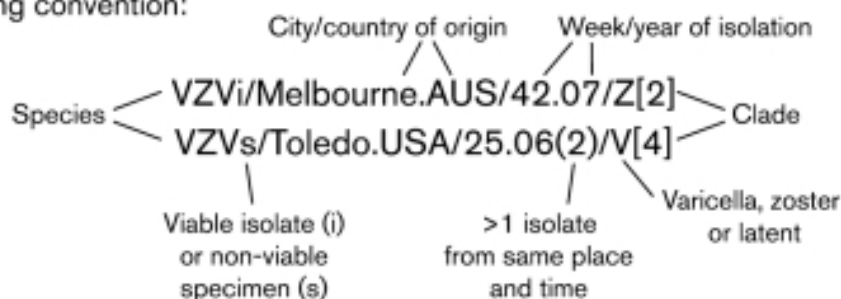 ng convention:
City/country of origin Week/year of isolation
VZVi/Melbourne.AUS/42.07/Z[2]
Species Clade
VZVs/Toledo.USA/25.06(2)/V[4]
Viable isolate (i) >1 isolate Varicella, zoster
or non-viable from same place or latent
specimen (s) and time